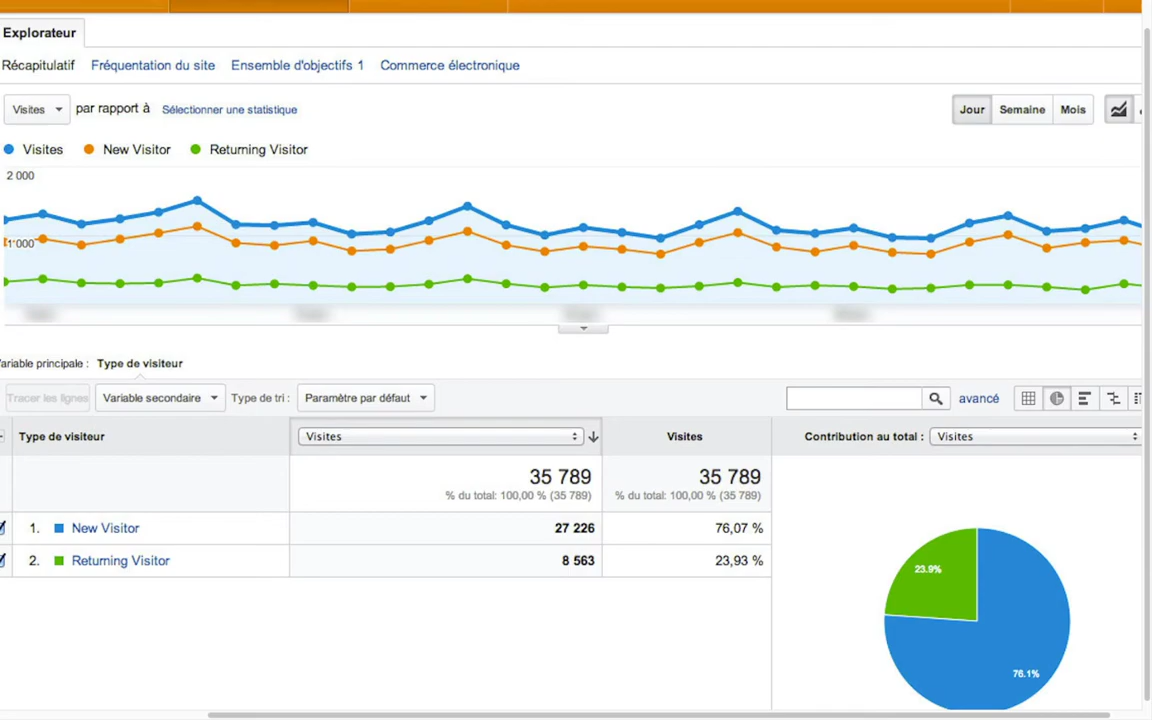 Explorateur
Récapitulatif Fréquentation du site Ensemble d'objectifs 1 Commerce électronique
Visites par rapport à Sélectionner une statistique Jour Semaine Mois
Visites New Visitor Returning Visitor
2 000
1 000
ariable principale : Type de visiteur
Tracer les lignes Variable secondaire Type de tri : Paramètre par défaut avancé
Type de visiteur Visites Visites Contribution au total : Visites
35 789 35 789
% du total: 100,00 % (35 789) % du total: 100,00 % (35 789)
1. New Visitor 27 226 76,07 %
2. Returning Visitor 8 563 23,93 %
23.9%
76.1%